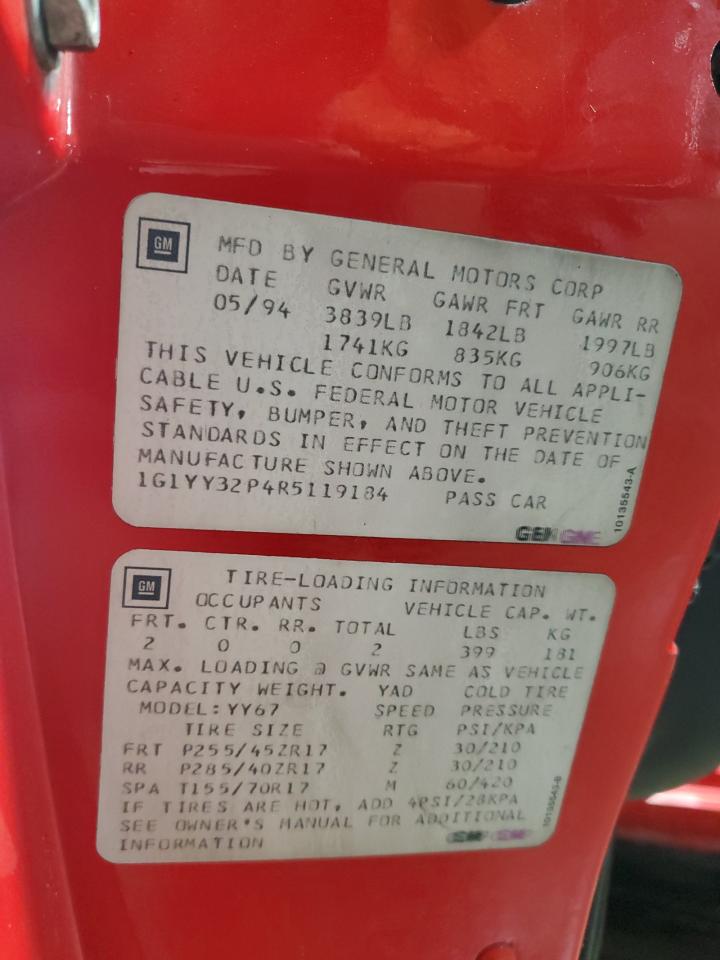 GM
MFD BY GENERAL MOTORS CORP
DATE GVWR GAWR FRT GAWR RR
05/94 3839LB 1842LB 1997LB
1741KG 835KG 906KG
THIS VEHICLE CONFORMS TO ALL APPLI-
CABLE U.S. FEDERAL MOTOR VEHICLE
SAFETY, BUMPER, AND THEFT PREVENTION
STANDARDS IN EFFECT ON THE DATE OF
MANUFACTURE SHOWN ABOVE.
1G1YY32P4R5119184 PASS CAR
10135543-A
GM
TIRE-LOADING INFORMATION
OCCUPANTS VEHICLE CAP. WT.
FRT. CTR. RR. TOTAL LBS KG
2 0 0 2 399 181
MAX. LOADING @ GVWR SAME AS VEHICLE
CAPACITY WEIGHT. YAD COLD TIRE
MODEL:YY67 SPEED PRESSURE
TIRE SIZE RTG PSI/KPA
FRT P255/45ZR17 Z 30/210
RR P285/40ZR17 Z 30/210
SPA T155/70R17 M 60/420
IF TIRES ARE HOT, ADD 4PSI/28KPA
SEE OWNER'S MANUAL FOR ADDITIONAL
INFORMATION